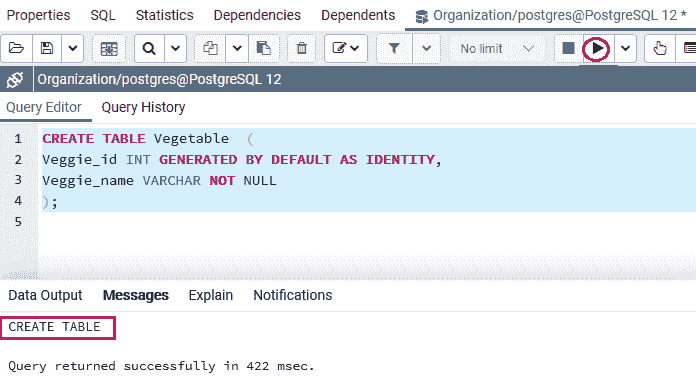 Properties SQL Statistics Dependencies Dependents Organization/postgres@PostgreSQL 12 *
No limit
Organization/postgres@PostgreSQL 12
Query Editor Query History
1 CREATE TABLE Vegetable (
2 Veggie_id INT GENERATED BY DEFAULT AS IDENTITY,
3 Veggie_name VARCHAR NOT NULL
4 );
5
Data Output Messages Explain Notifications
CREATE TABLE
Query returned successfully in 422 msec.